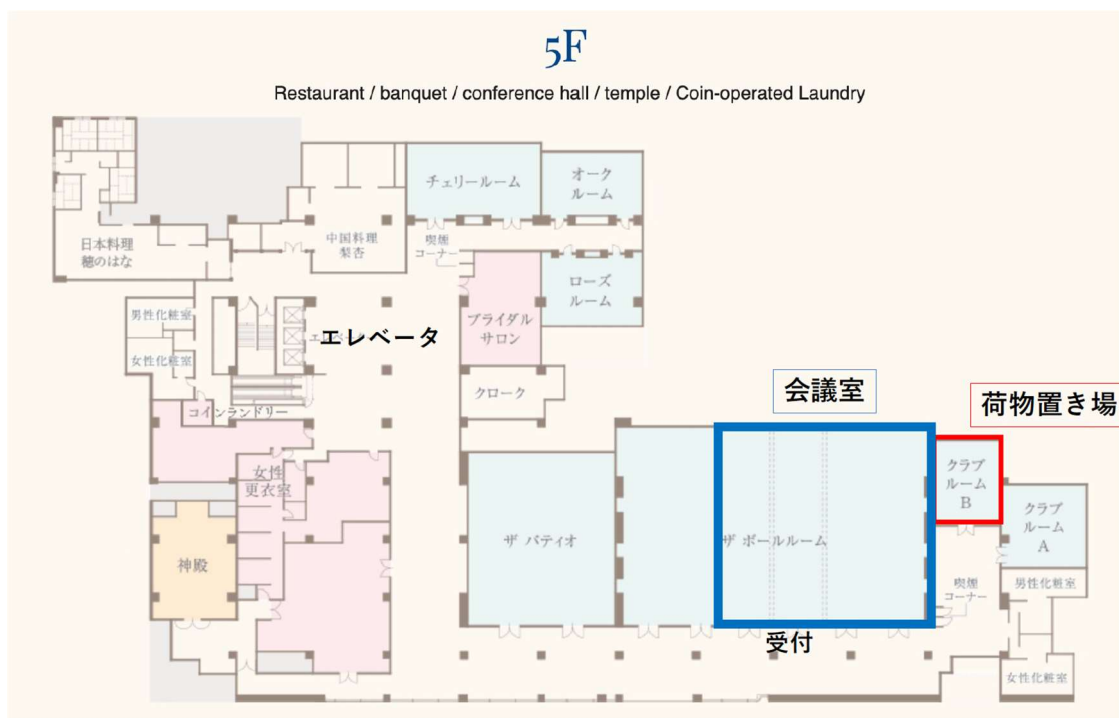 5F
Restaurant / banquet / conference hall / temple / Coin-operated Laundry
チェリールーム
オーク
ルーム
日本料理
穂のはな
中国料理
梨杏
喫煙
コーナー
ローズ
ルーム
男性化粧室
ブライダル
サロン
エレベータ
女性化粧室
クローク
コインランドリー
会議室
荷物置き場
女性
更衣室
クラブ
ルーム
B
クラブ
ルーム
A
ザ パティオ
ザ ボールルーム
神殿
喫煙
コーナー
男性化粧室
受付
女性化粧室